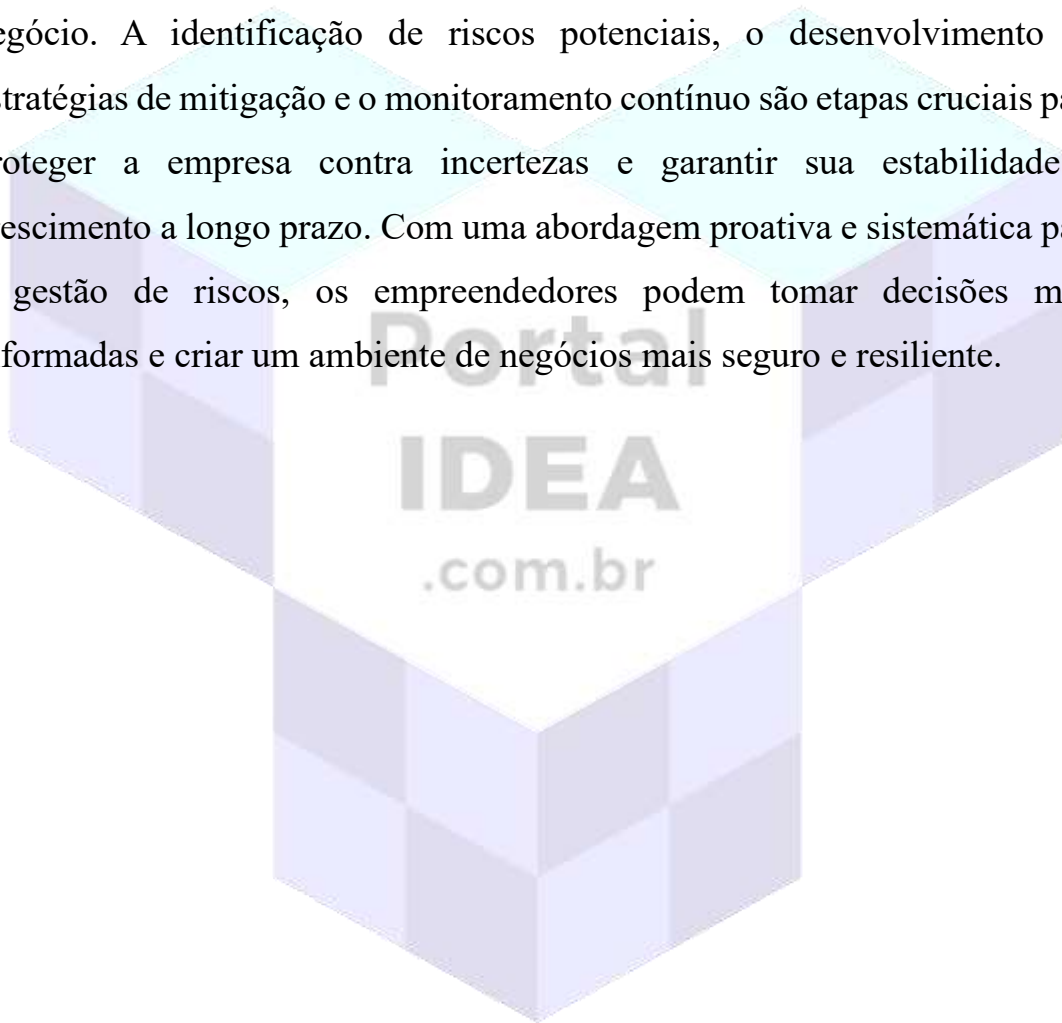 egócio. A identificação de riscos potenciais, o desenvolvimento
stratégias de mitigação e o monitoramento contínuo são etapas cruciais pa
roteger a empresa contra incertezas e garantir sua estabilidade
escimento a longo prazo. Com uma abordagem proativa e sistemática pa
gestão de riscos, os empreendedores podem tomar decisões m
formadas e criar um ambiente de negócios mais seguro e resiliente.
Portal
IDEA
.com.br